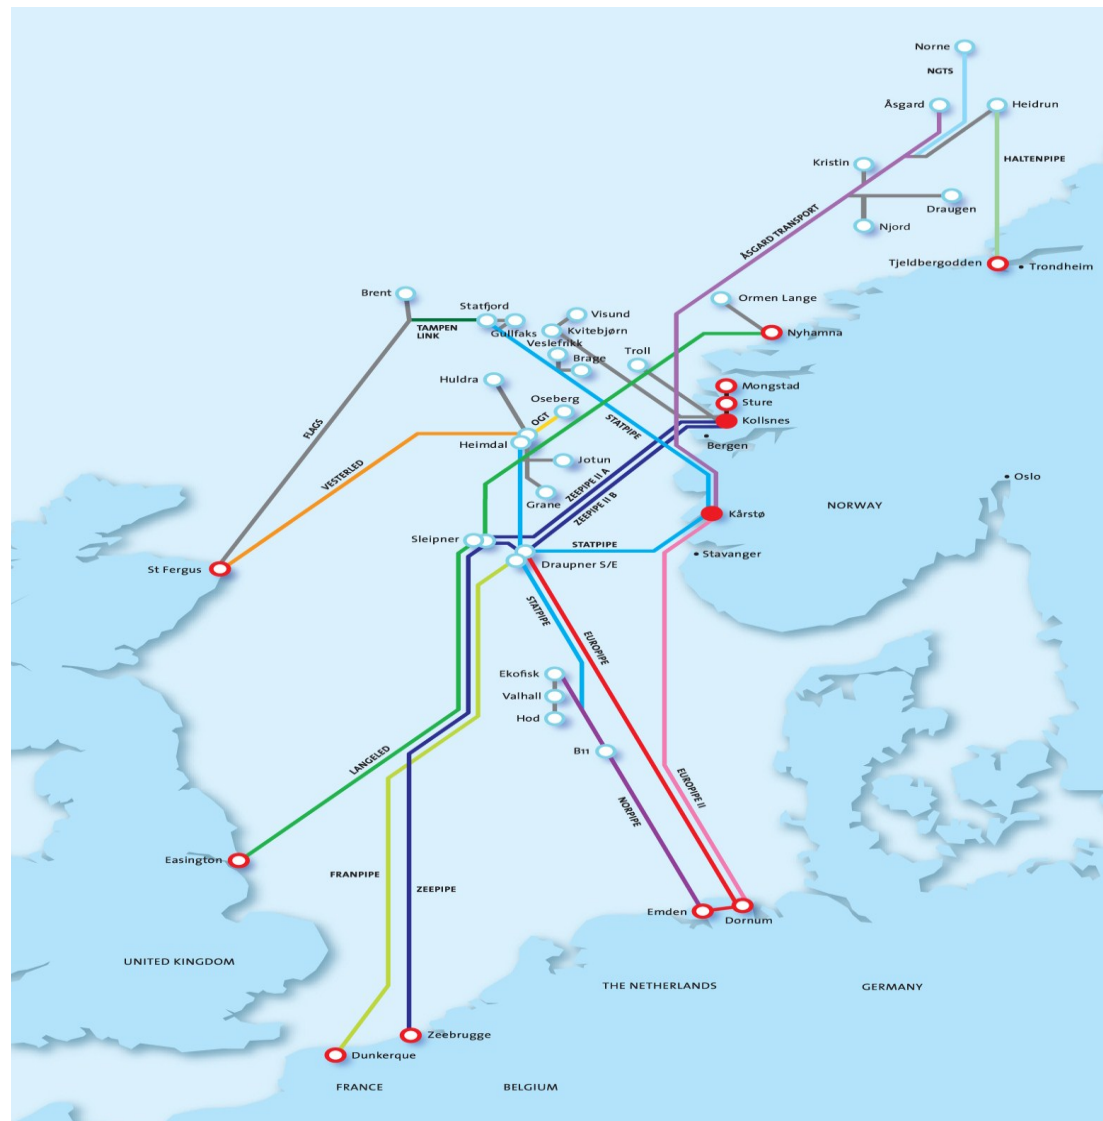 Norne
NGTS
Åsgard
Heidrun
Kristin
HALTENPIPE
Draugen
Njord
ÅSGARD TRANSPORT
Tjeldbergodden
Trondheim
Brent
Ormen Lange
Statfjord
Visund
TAMPEN
LINK
Gullfaks
Kvitebjørn
Nyhamna
Veslefrikk
Troll
Brage
Huldra
Mongstad
Oseberg
Sture
OGT
STATPIPE
Kollsnes
FLAGS
Heimdal
Bergen
VESTERLED
Jotun
ZEEPIPE II A
Oslo
Grane
ZEEPIPE II B
NORWAY
Kårstø
Sleipner
STATPIPE
Stavanger
St Fergus
Draupner S/E
STATPIPE
EUROPIPE
Ekofisk
Valhall
Hod
B11
LANGELED
EUROPIPE II
NORPIPE
Easington
FRANPIPE
ZEEPIPE
Emden
Dornum
UNITED KINGDOM
THE NETHERLANDS
GERMANY
Zeebrugge
Dunkerque
FRANCE
BELGIUM